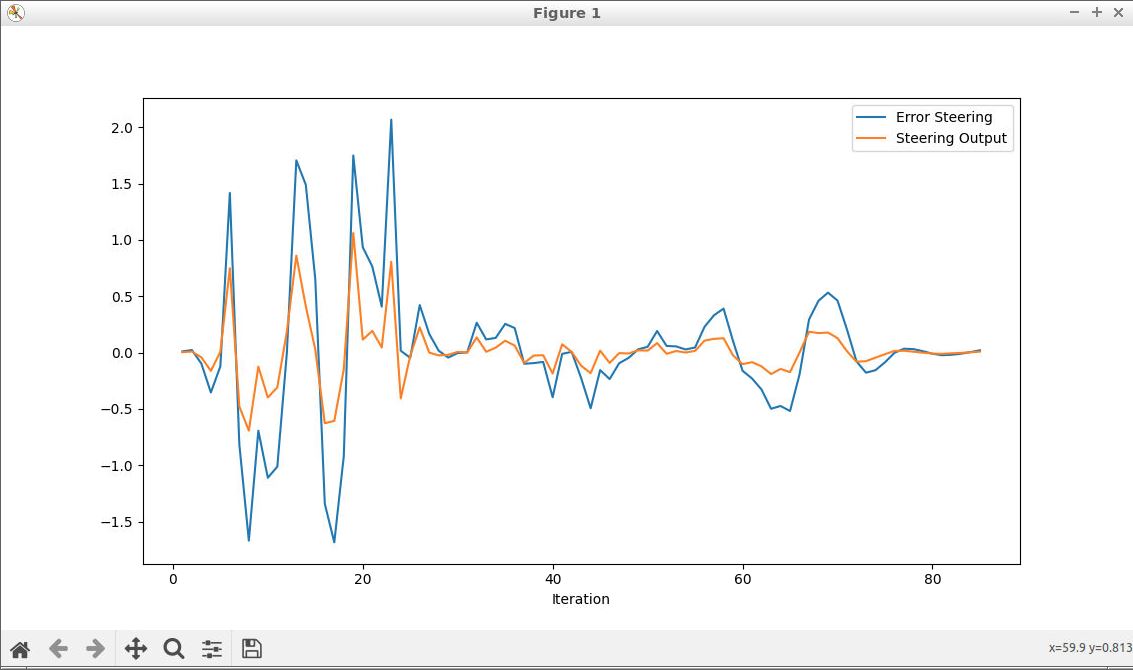 Figure 1
Error Steering
Steering Output
2.0
1.5
1.0
0.5
0.0
−0.5
−1.0
−1.5
0 20 40 60 80
Iteration
x=59.9 y=0.813